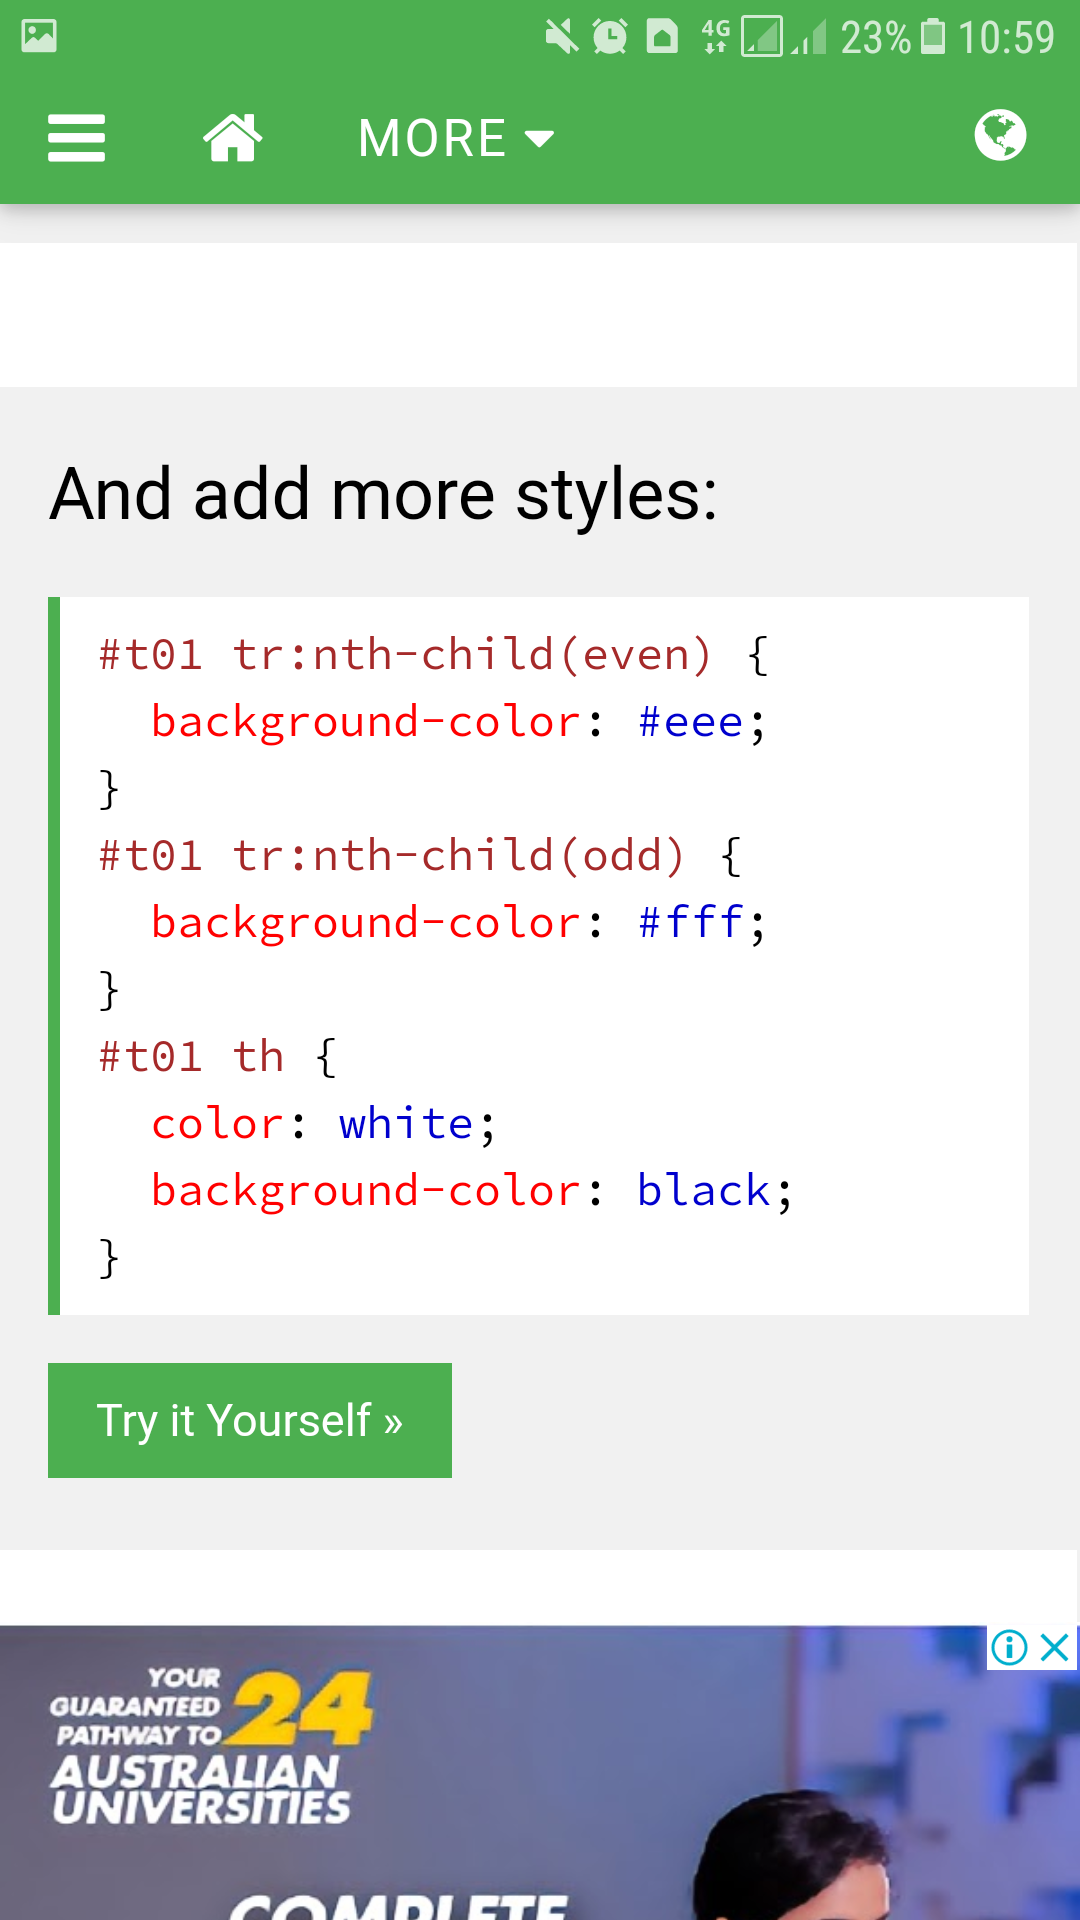 4G 23% 10:59
MORE
And add more styles:
#t01 tr:nth-child(even) {
  background-color: #eee;
}
#t01 tr:nth-child(odd) {
  background-color: #fff;
}
#t01 th {
  color: white;
  background-color: black;
}
Try it Yourself »
YOUR
GUARANTEED
PATHWAY TO 24
AUSTRALIAN
UNIVERSITIES
COMPLETE